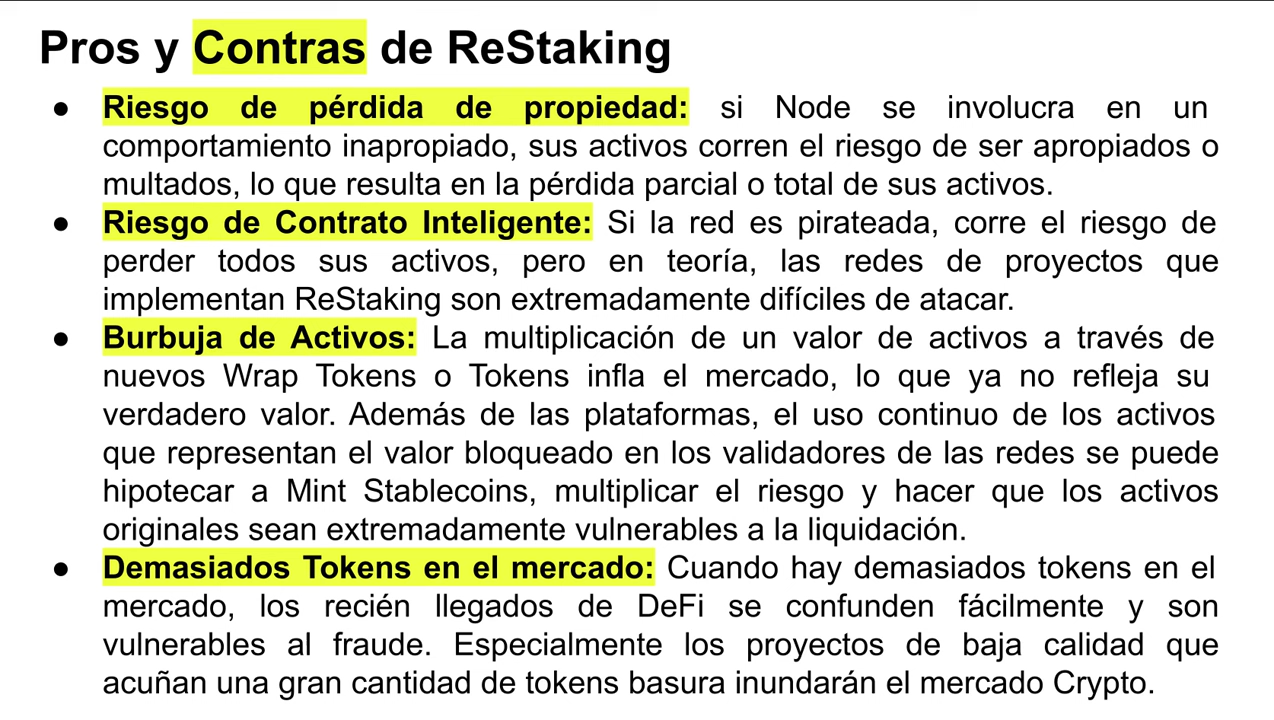 Pros y Contras de ReStaking
● Riesgo de pérdida de propiedad: si Node se involucra en un
comportamiento inapropiado, sus activos corren el riesgo de ser apropiados o
multados, lo que resulta en la pérdida parcial o total de sus activos.
● Riesgo de Contrato Inteligente: Si la red es pirateada, corre el riesgo de
perder todos sus activos, pero en teoría, las redes de proyectos que
implementan ReStaking son extremadamente difíciles de atacar.
● Burbuja de Activos: La multiplicación de un valor de activos a través de
nuevos Wrap Tokens o Tokens infla el mercado, lo que ya no refleja su
verdadero valor. Además de las plataformas, el uso continuo de los activos
que representan el valor bloqueado en los validadores de las redes se puede
hipotecar a Mint Stablecoins, multiplicar el riesgo y hacer que los activos
originales sean extremadamente vulnerables a la liquidación.
● Demasiados Tokens en el mercado: Cuando hay demasiados tokens en el
mercado, los recién llegados de DeFi se confunden fácilmente y son
vulnerables al fraude. Especialmente los proyectos de baja calidad que
acuñan una gran cantidad de tokens basura inundarán el mercado Crypto.